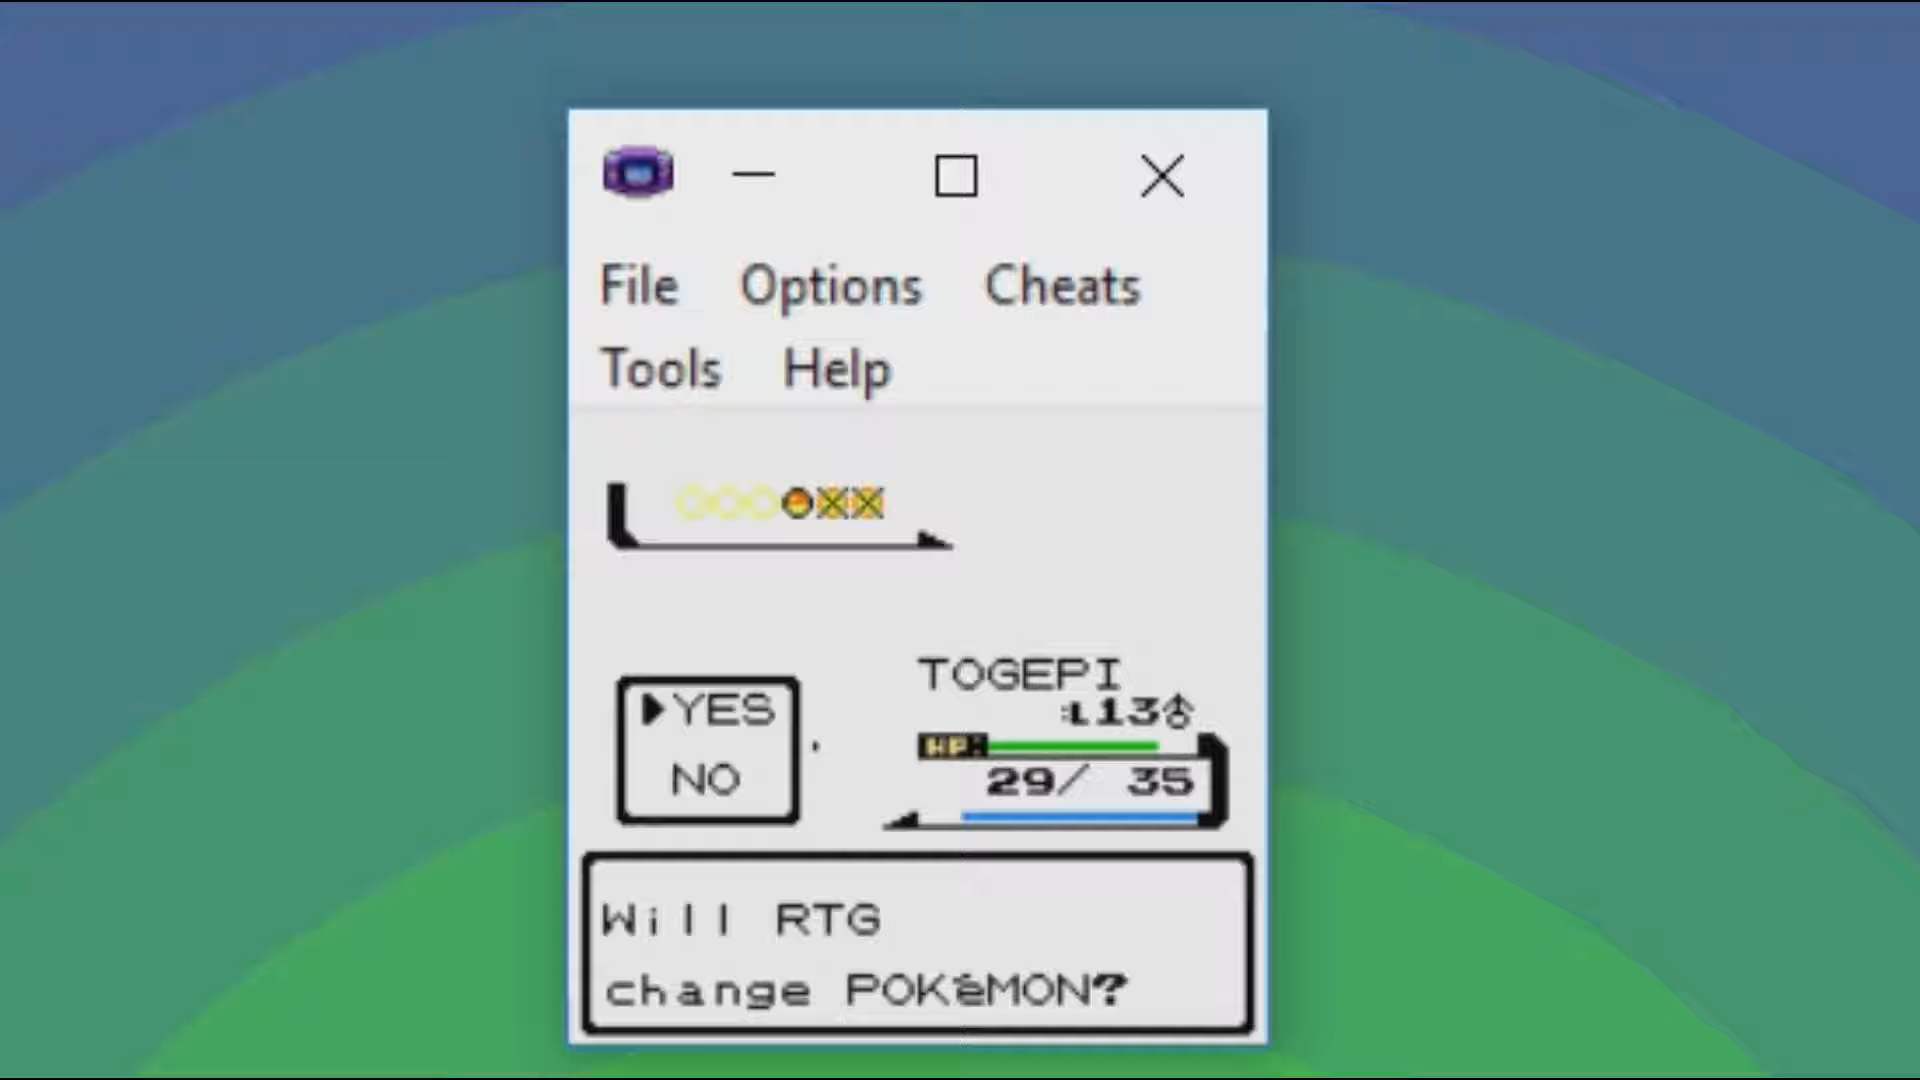 File Options Cheats
Tools Help
TOGEPI
:L13♂
▶YES
HP:
NO
29/ 35
Will RTG
change POKéMON?